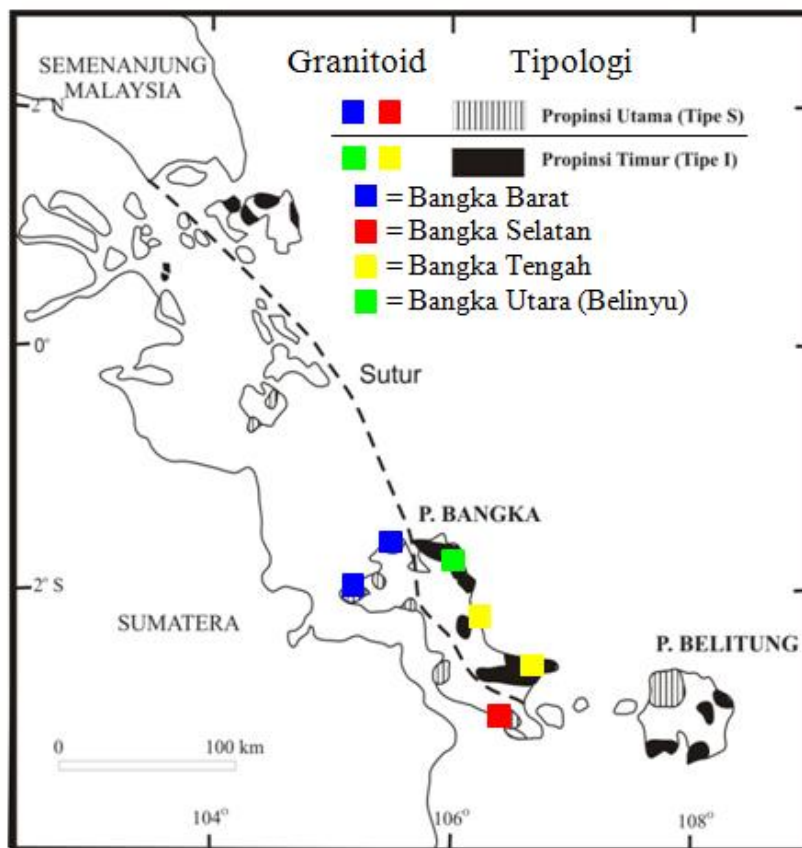 SEMENANJUNG
MALAYSIA
Granitoid Tipologi
2° N
Propinsi Utama (Tipe S)
Propinsi Timur (Tipe I)
= Bangka Barat
= Bangka Selatan
= Bangka Tengah
= Bangka Utara (Belinyu)
0°
Sutur
P. BANGKA
2° S
SUMATERA
P. BELITUNG
0 100 km
104° 106° 108°